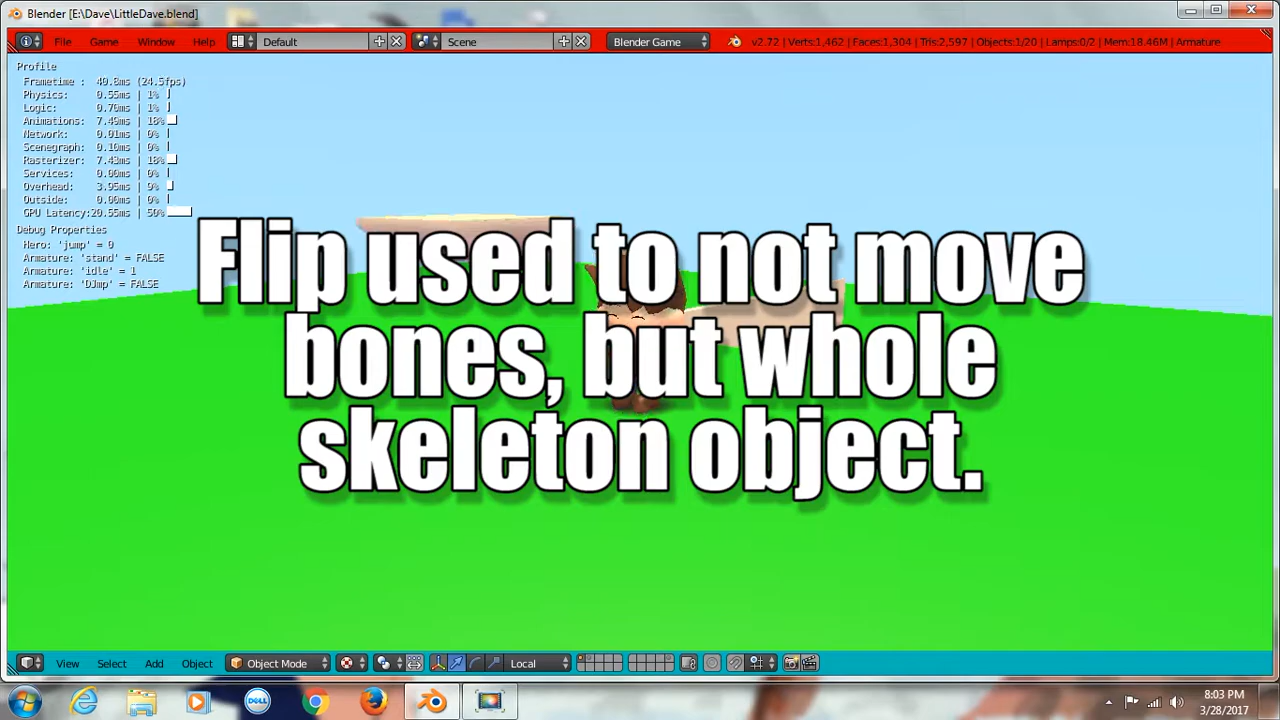 Blender [E:\Dave\LittleDave.blend]
File Game Window Help Default Scene Blender Game v2.72 | Verts:1,462 | Faces:1,304 | Tris:2,597 | Objects:1/20 | Lamps:0/2 | Mem:18.46M | Armature
Profile
Frametime : 40.8ms (24.5fps)
Physics: 0.55ms | 1%
Logic: 0.70ms | 1%
Animations: 7.49ms | 18%
Network: 0.01ms | 0%
Scenegraph: 0.10ms | 0%
Rasterizer: 7.43ms | 18%
Services: 0.00ms | 0%
Overhead: 3.95ms | 9%
Outside: 0.00ms | 0%
GPU Latency:20.55ms | 50%
Debug Properties
Hero: 'jump' = 0
Armature: 'stand' = FALSE
Armature: 'idle' = 1
Armature: 'DJmp' = FALSE
Flip used to not move
bones, but whole
skeleton object.
View Select Add Object Object Mode Local
DELL
8:03 PM
3/28/2017